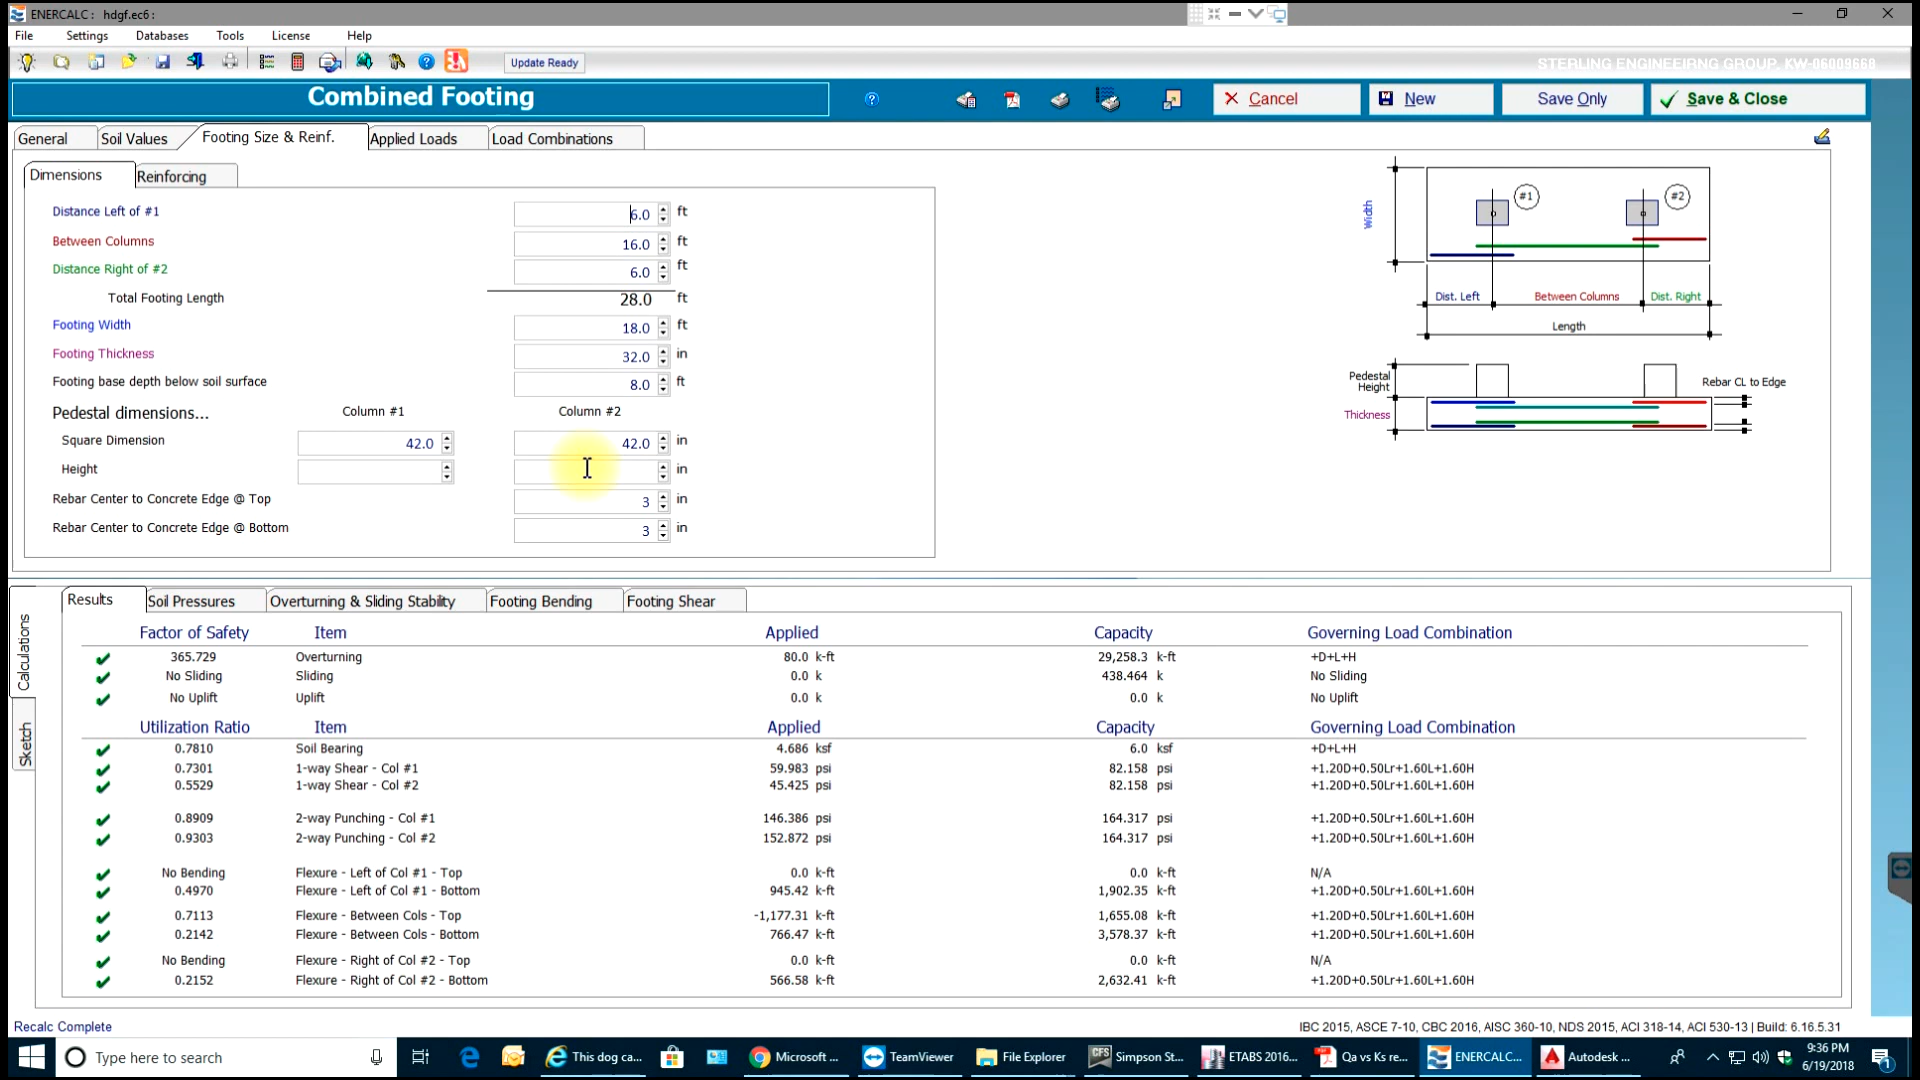 ENERCALC : hdgf.ec6 :
File Settings Databases Tools License Help
Update Ready
STERLING ENGINEEIRNG GROUP. KW-06009668
Combined Footing
Cancel New Save Only Save & Close
General Soil Values Footing Size & Reinf. Applied Loads Load Combinations
Dimensions Reinforcing
Distance Left of #1 6.0 ft
Between Columns 16.0 ft
Distance Right of #2 6.0 ft
Total Footing Length 28.0 ft
Footing Width 18.0 ft
Footing Thickness 32.0 in
Footing base depth below soil surface 8.0 ft
Pedestal dimensions... Column #1 Column #2
Square Dimension 42.0 42.0 in
Height in
Rebar Center to Concrete Edge @ Top 3 in
Rebar Center to Concrete Edge @ Bottom 3 in
#1 #2
Width
Dist. Left Between Columns Dist. Right
Length
Pedestal
Height
Rebar CL to Edge
Thickness
Calculations
Sketch
Results Soil Pressures Overturning & Sliding Stability Footing Bending Footing Shear
Factor of Safety Item Applied Capacity Governing Load Combination
365.729 Overturning 80.0 k-ft 29,258.3 k-ft +D+L+H
No Sliding Sliding 0.0 k 438.464 k No Sliding
No Uplift Uplift 0.0 k 0.0 k No Uplift
Utilization Ratio Item Applied Capacity Governing Load Combination
0.7810 Soil Bearing 4.686 ksf 6.0 ksf +D+L+H
0.7301 1-way Shear - Col #1 59.983 psi 82.158 psi +1.20D+0.50Lr+1.60L+1.60H
0.5529 1-way Shear - Col #2 45.425 psi 82.158 psi +1.20D+0.50Lr+1.60L+1.60H
0.8909 2-way Punching - Col #1 146.386 psi 164.317 psi +1.20D+0.50Lr+1.60L+1.60H
0.9303 2-way Punching - Col #2 152.872 psi 164.317 psi +1.20D+0.50Lr+1.60L+1.60H
No Bending Flexure - Left of Col #1 - Top 0.0 k-ft 0.0 k-ft N/A
0.4970 Flexure - Left of Col #1 - Bottom 945.42 k-ft 1,902.35 k-ft +1.20D+0.50Lr+1.60L+1.60H
0.7113 Flexure - Between Cols - Top -1,177.31 k-ft 1,655.08 k-ft +1.20D+0.50Lr+1.60L+1.60H
0.2142 Flexure - Between Cols - Bottom 766.47 k-ft 3,578.37 k-ft +1.20D+0.50Lr+1.60L+1.60H
No Bending Flexure - Right of Col #2 - Top 0.0 k-ft 0.0 k-ft N/A
0.2152 Flexure - Right of Col #2 - Bottom 566.58 k-ft 2,632.41 k-ft +1.20D+0.50Lr+1.60L+1.60H
Recalc Complete
IBC 2015, ASCE 7-10, CBC 2016, AISC 360-10, NDS 2015, ACI 318-14, ACI 530-13 | Build: 6.16.5.31
Type here to search
This dog ca... Microsoft ... TeamViewer File Explorer CFS Simpson St... ETABS 2016... Qa vs Ks re... ENERCALC... Autodesk ...
9:36 PM
6/19/2018
1